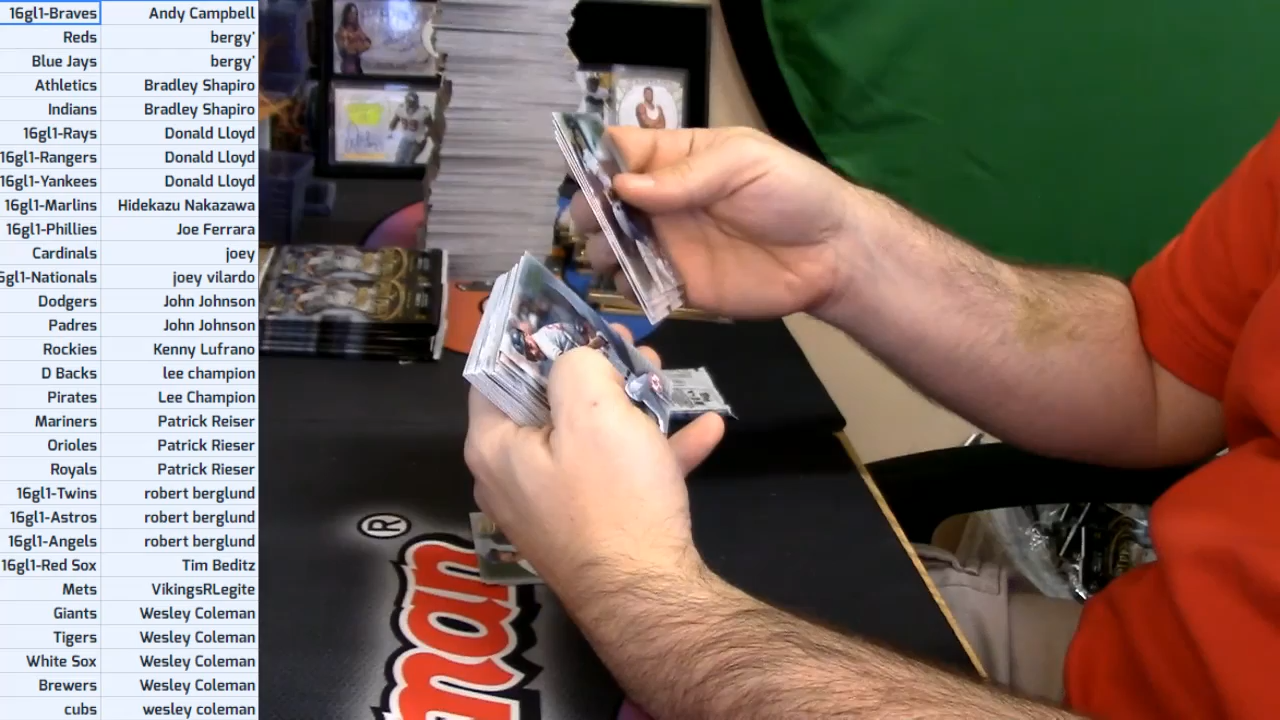 16gl1-Braves Andy Campbell
Reds bergy'
Blue Jays bergy'
Athletics Bradley Shapiro
Indians Bradley Shapiro
16gl1-Rays Donald Lloyd
16gl1-Rangers Donald Lloyd
16gl1-Yankees Donald Lloyd
16gl1-Marlins Hidekazu Nakazawa
16gl1-Phillies Joe Ferrara
Cardinals joey
6gl1-Nationals joey vilardo
Dodgers John Johnson
Padres John Johnson
Rockies Kenny Lufrano
D Backs lee champion
Pirates Lee Champion
Mariners Patrick Reiser
Orioles Patrick Rieser
Royals Patrick Rieser
16gl1-Twins robert berglund
16gl1-Astros robert berglund
16gl1-Angels robert berglund
16gl1-Red Sox Tim Beditz
Mets VikingsRLegite
Giants Wesley Coleman
Tigers Wesley Coleman
White Sox Wesley Coleman
Brewers Wesley Coleman
cubs wesley coleman
man ®